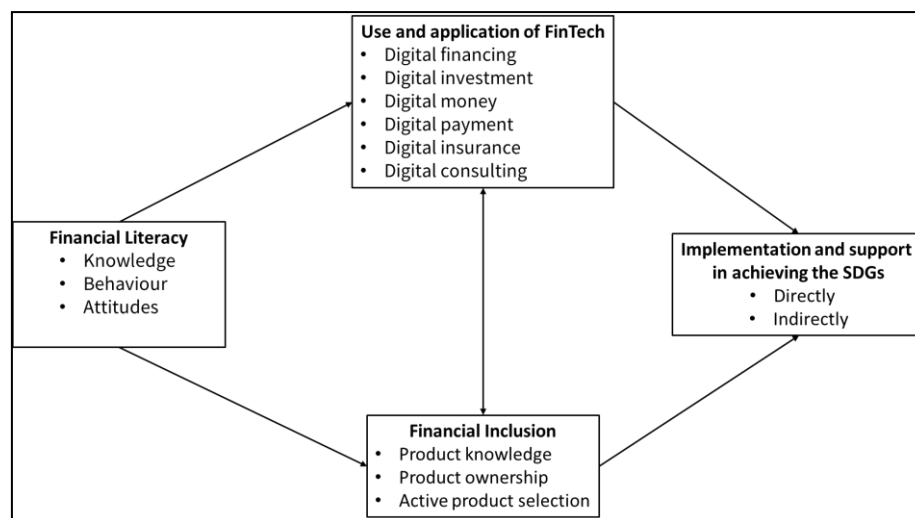 Use and application of FinTech
• Digital financing
• Digital investment
• Digital money
• Digital payment
• Digital insurance
• Digital consulting
Financial Literacy
• Knowledge
• Behaviour
• Attitudes
Implementation and support
in achieving the SDGs
• Directly
• Indirectly
Financial Inclusion
• Product knowledge
• Product ownership
• Active product selection